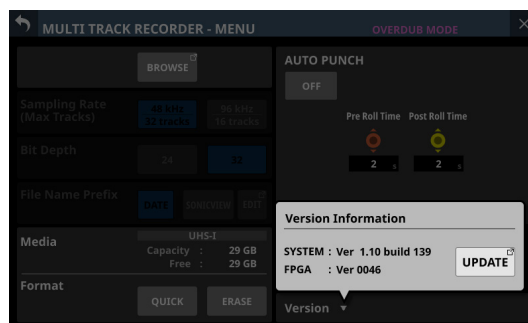 MULTI TRACK RECORDER - MENU
OVERDUB MODE
BROWSE
Sampling Rate
(Max Tracks)
48 kHz
32 tracks
96 kHz
16 tracks
Bit Depth
24
32
File Name Prefix
DATE
SONICVIEW
EDIT
Media
UHS-I
Capacity : 29 GB
Free : 29 GB
Format
QUICK
ERASE
AUTO PUNCH
OFF
Pre Roll Time
Post Roll Time
2 s
2 s
Version Information
SYSTEM : Ver 1.10 build 139
FPGA : Ver 0046
UPDATE
Version ▼